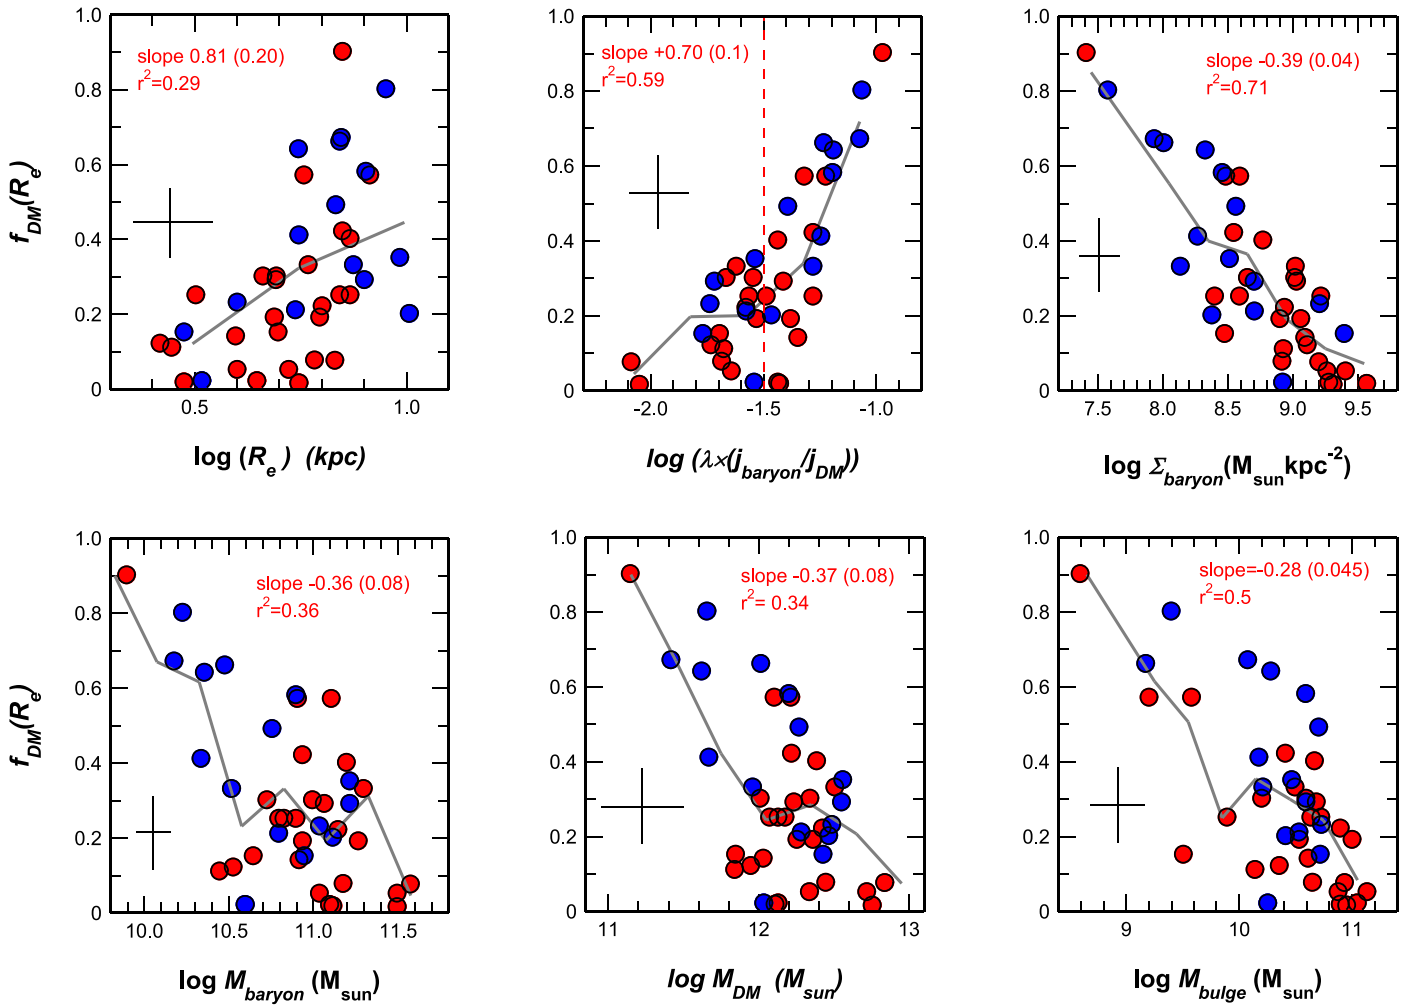 slope 0.81 (0.20)
r²=0.29
1.0
0.8
0.6
0.4
0.2
0
0.5
1.0
f_DM(R_e)
log (R_e) (kpc)
slope +0.70 (0.1)
r²=0.59
1.0
0.8
0.6
0.4
0.2
0
-2.0
-1.5
-1.0
log (λ×(j_baryon/j_DM))
slope -0.39 (0.04)
r²=0.71
1.0
0.8
0.6
0.4
0.2
0
7.5
8.0
8.5
9.0
9.5
log Σ_baryon(M_sun kpc⁻²)
slope -0.36 (0.08)
r²=0.36
1.0
0.8
0.6
0.4
0.2
0
10.0
10.5
11.0
11.5
f_DM(R_e)
log M_baryon (M_sun)
slope -0.37 (0.08)
r²= 0.34
1.0
0.8
0.6
0.4
0.2
0
11
12
13
log M_DM (M_sun)
slope=-0.28 (0.045)
r²=0.5
1.0
0.8
0.6
0.4
0.2
0
9
10
11
log M_bulge (M_sun)